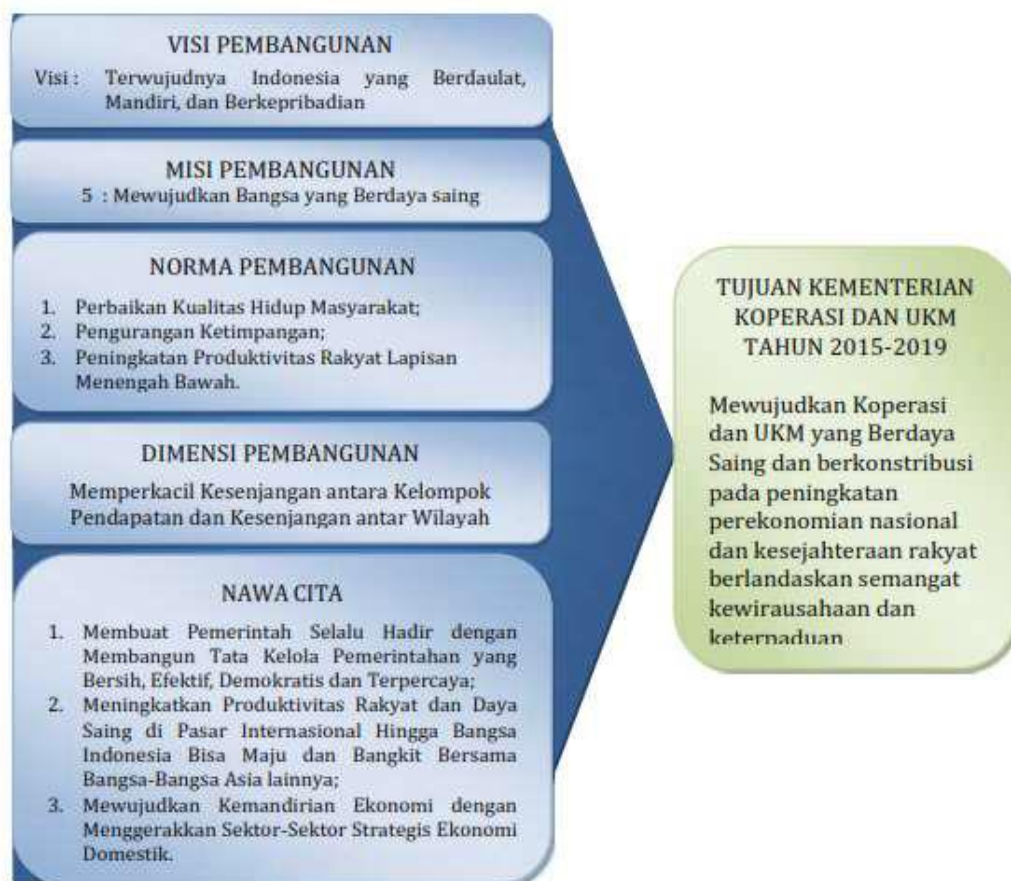 VISI PEMBANGUNAN
Visi : Terwujudnya Indonesia yang Berdaulat,
Mandiri, dan Berkepribadian
MISI PEMBANGUNAN
5 : Mewujudkan Bangsa yang Berdaya saing
NORMA PEMBANGUNAN
1. Perbaikan Kualitas Hidup Masyarakat;
2. Pengurangan Ketimpangan;
3. Peningkatan Produktivitas Rakyat Lapisan
Menengah Bawah.
DIMENSI PEMBANGUNAN
Memperkacil Kesenjangan antara Kelompok
Pendapatan dan Kesenjangan antar Wilayah
NAWA CITA
1. Membuat Pemerintah Selalu Hadir dengan
Membangun Tata Kelola Pemerintahan yang
Bersih, Efektif, Demokratis dan Terpercaya;
2. Meningkatkan Produktivitas Rakyat dan Daya
Saing di Pasar Internasional Hingga Bangsa
Indonesia Bisa Maju dan Bangkit Bersama
Bangsa-Bangsa Asia lainnya;
3. Mewujudkan Kemandirian Ekonomi dengan
Menggerakkan Sektor-Sektor Strategis Ekonomi
Domestik.
TUJUAN KEMENTERIAN
KOPERASI DAN UKM
TAHUN 2015-2019
Mewujudkan Koperasi
dan UKM yang Berdaya
Saing dan berkonstribusi
pada peningkatan
perekonomian nasional
dan kesejahteraan rakyat
berlandaskan semangat
kewirausahaan dan
keterpaduan